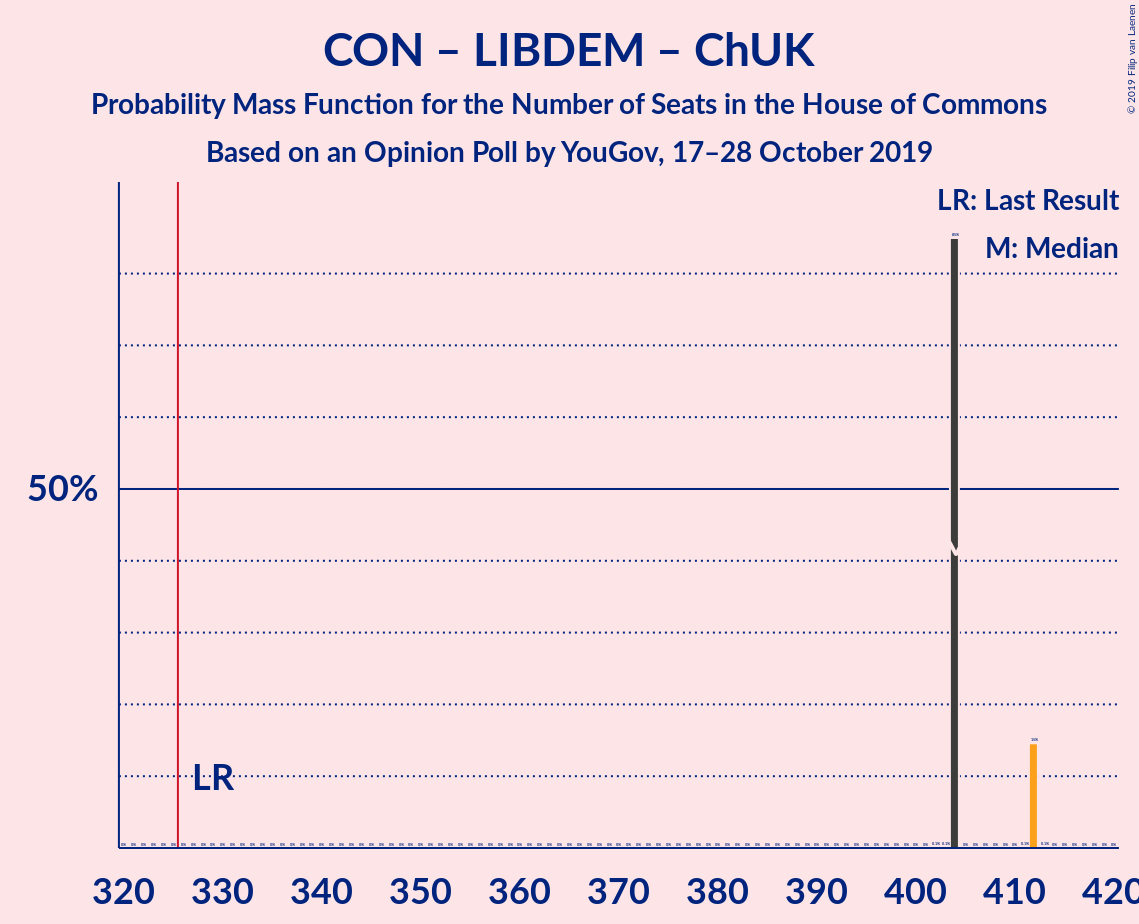 CON – LIBDEM – ChUK
Probability Mass Function for the Number of Seats in the House of Commons
Based on an Opinion Poll by YouGov, 17–28 October 2019
© 2019 Filip van Laenen
LR: Last Result
M: Median
50%
M
LR
320 330 340 350 360 370 380 390 400 410 420